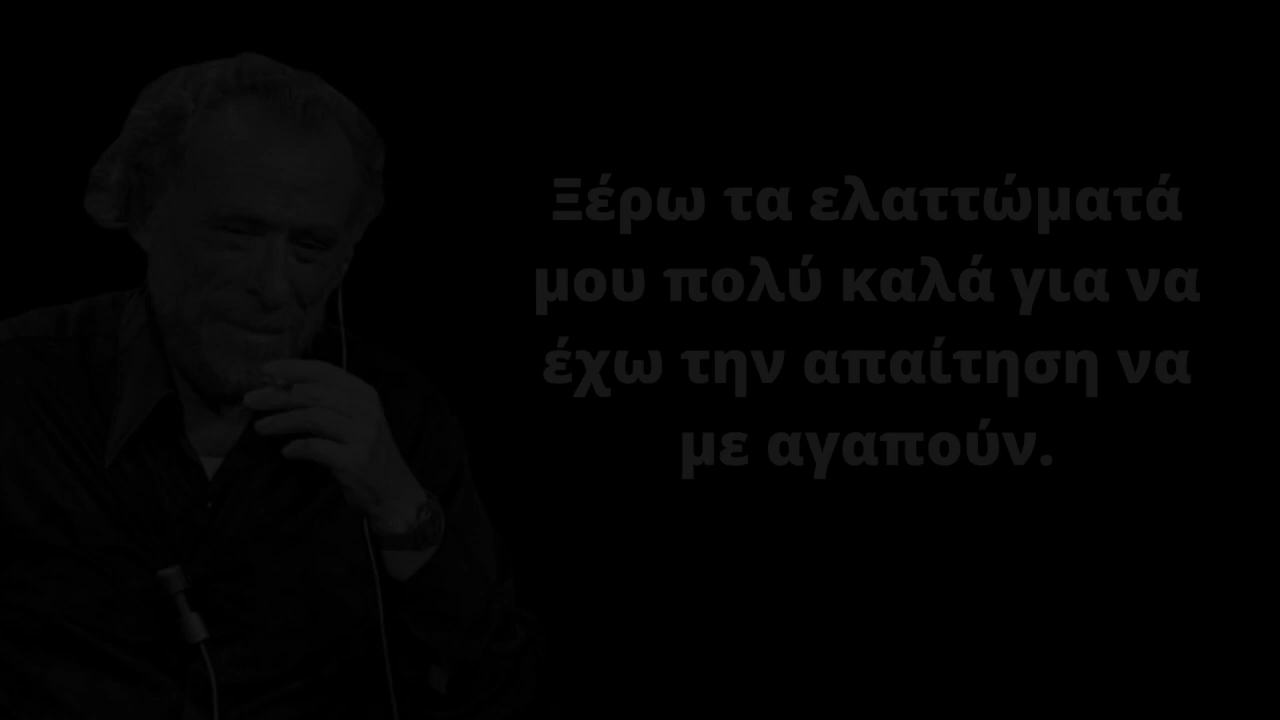 Ξέρω τα ελαττώματά
μου πολύ καλά για να
έχω την απαίτηση να
με αγαπούν.